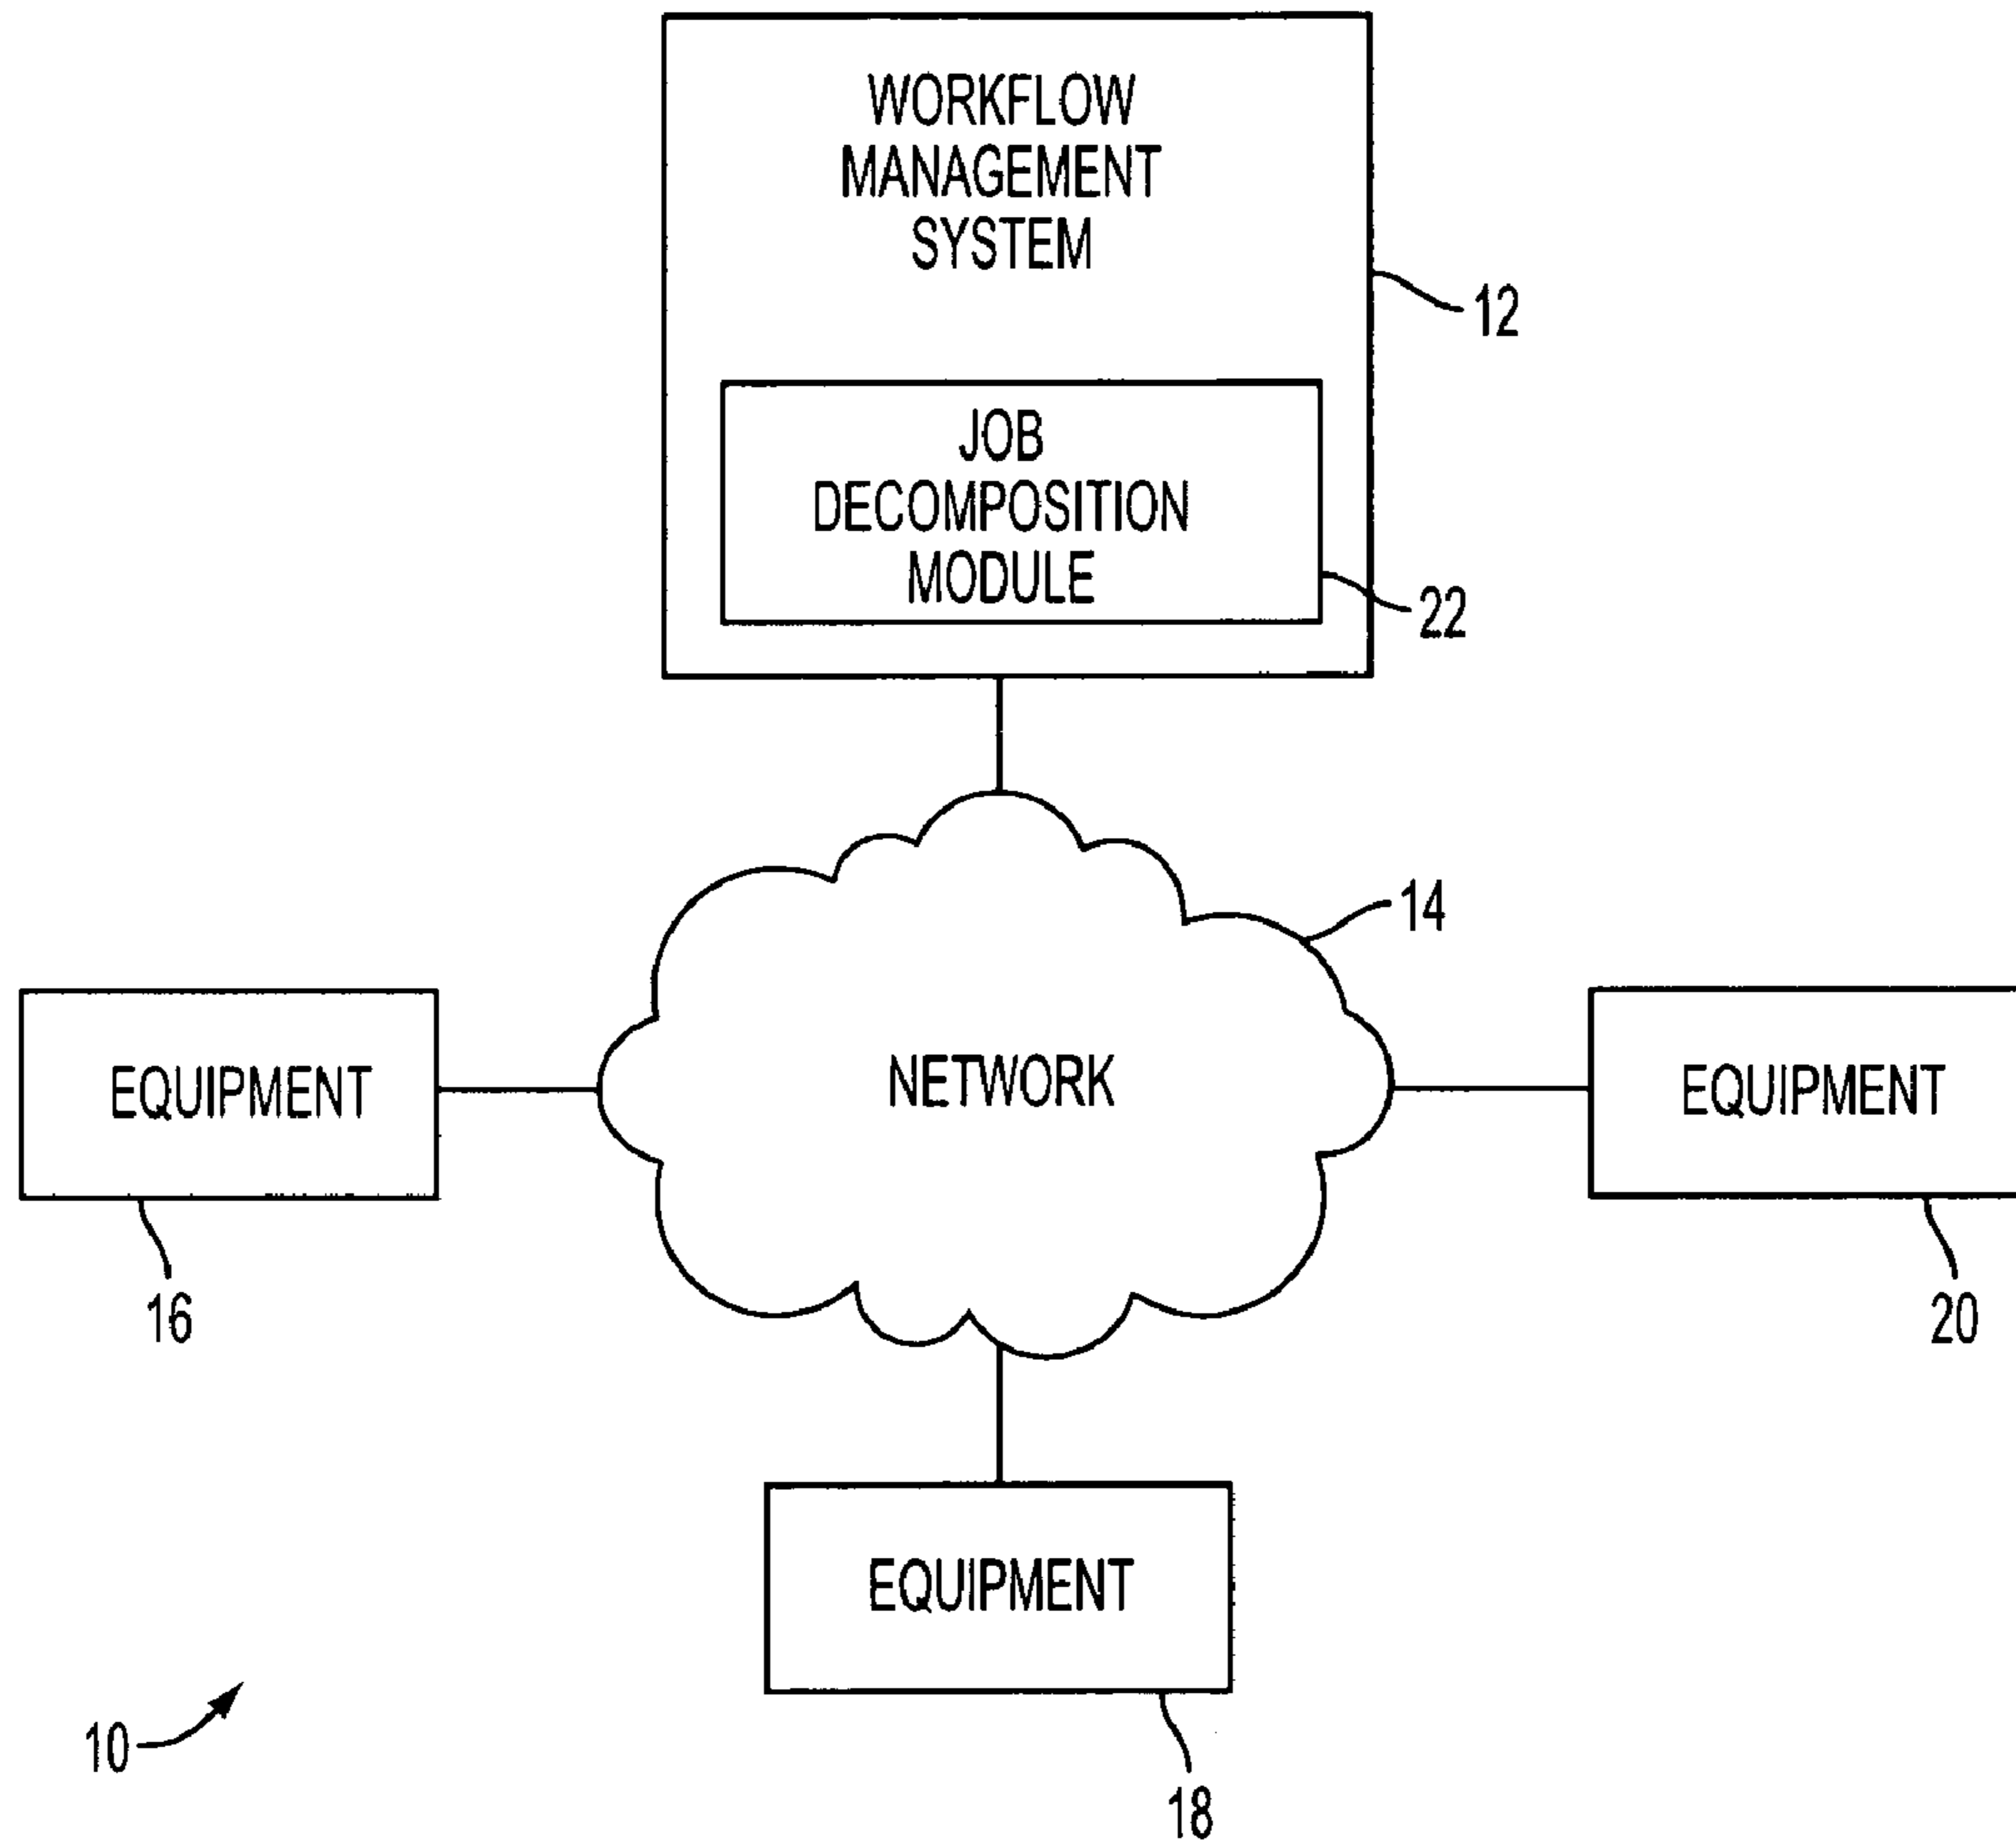 WORKFLOW
MANAGEMENT
SYSTEM
12
JOB
DECOMPOSITION
MODULE
22
14
NETWORK
EQUIPMENT
16
EQUIPMENT
20
EQUIPMENT
18
10